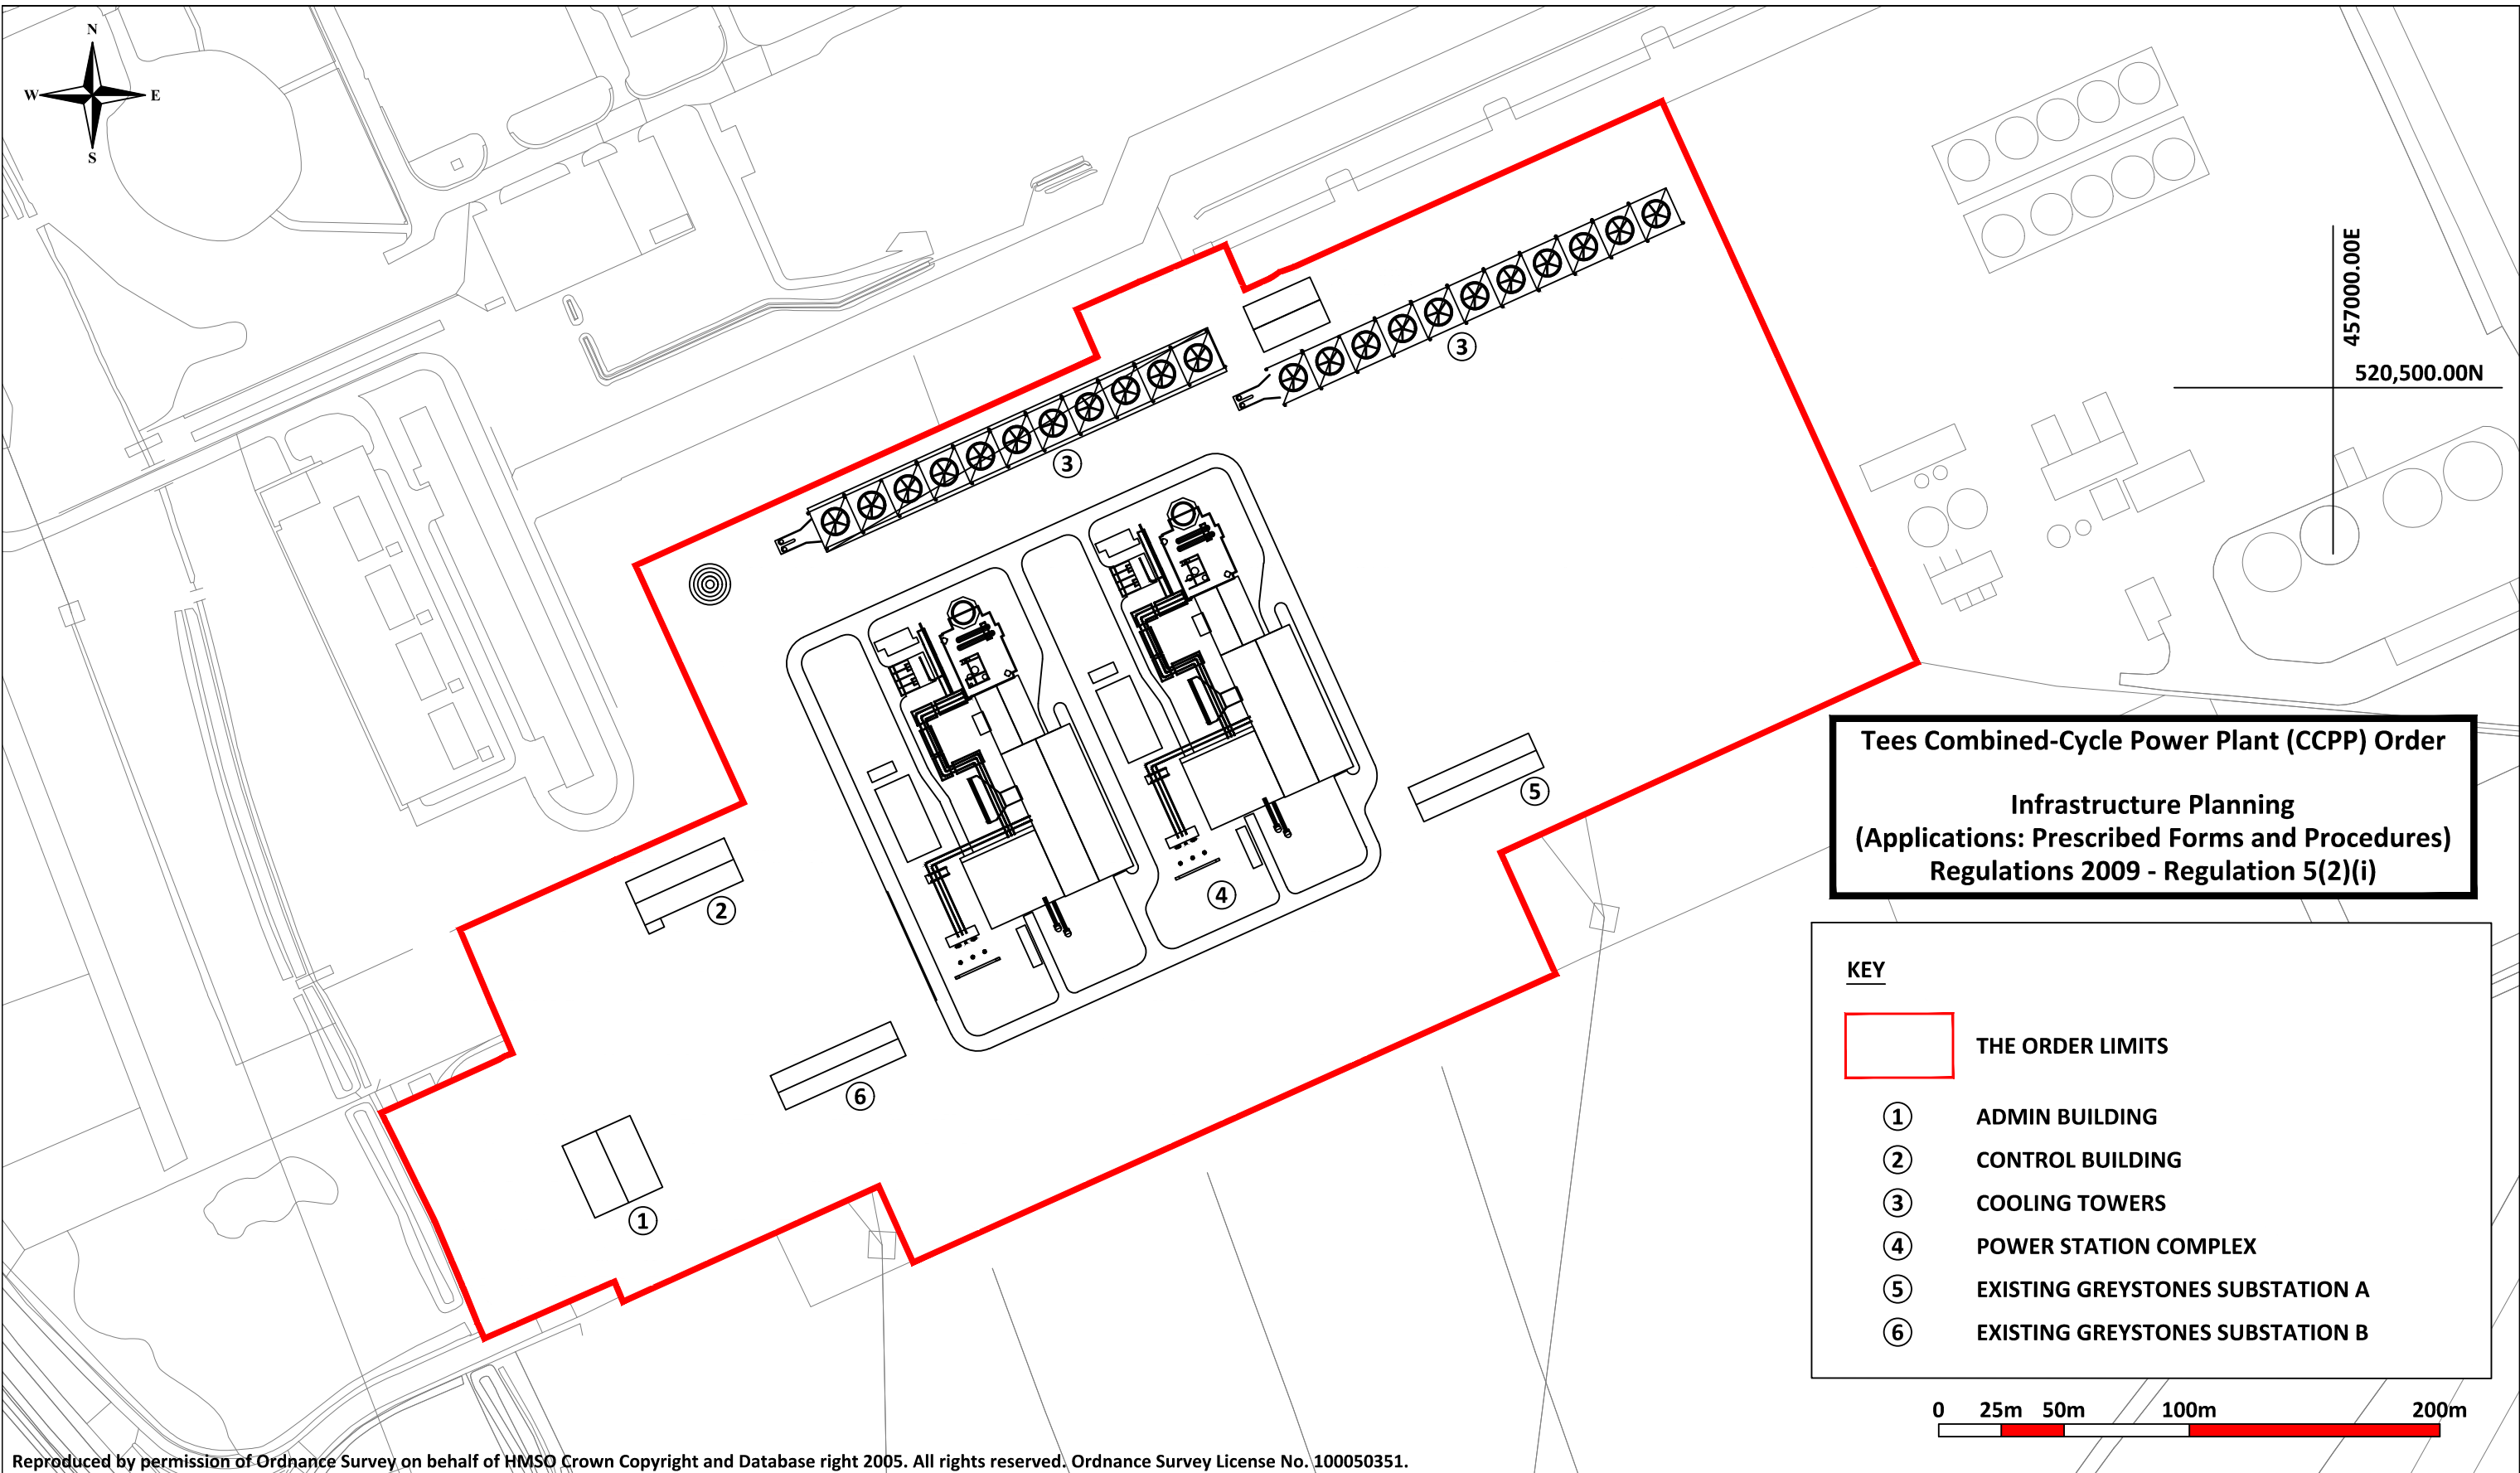 N
W E
S
457000.00E
520,500.00N
3
3
2
4
5
6
1
Tees Combined-Cycle Power Plant (CCPP) Order
Infrastructure Planning
(Applications: Prescribed Forms and Procedures)
Regulations 2009 - Regulation 5(2)(i)
KEY
THE ORDER LIMITS
1 ADMIN BUILDING
2 CONTROL BUILDING
3 COOLING TOWERS
4 POWER STATION COMPLEX
5 EXISTING GREYSTONES SUBSTATION A
6 EXISTING GREYSTONES SUBSTATION B
0 25m 50m 100m 200m
Reproduced by permission of Ordnance Survey on behalf of HMSO Crown Copyright and Database right 2005. All rights reserved. Ordnance Survey License No. 100050351.